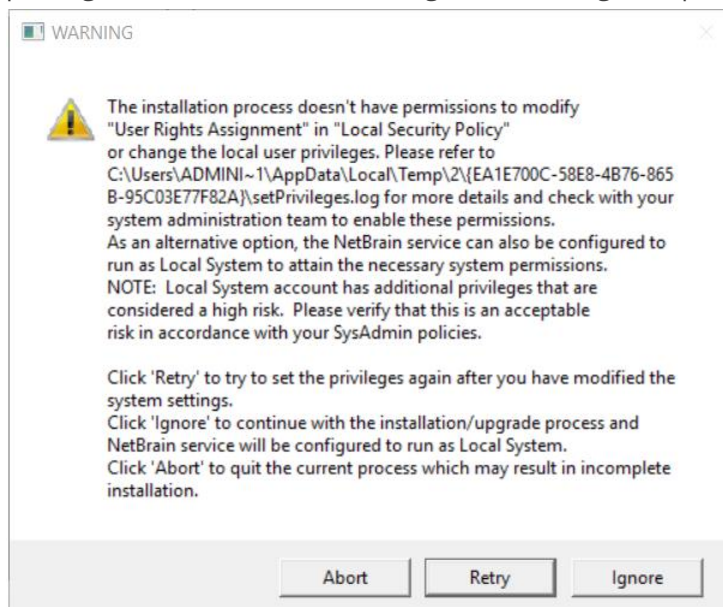 WARNING
The installation process doesn't have permissions to modify
"User Rights Assignment" in "Local Security Policy"
or change the local user privileges. Please refer to
C:\Users\ADMINI~1\AppData\Local\Temp\2\{EA1E700C-58E8-4B76-865
B-95C03E77F82A}\setPrivileges.log for more details and check with your
system administration team to enable these permissions.
As an alternative option, the NetBrain service can also be configured to
run as Local System to attain the necessary system permissions.
NOTE:  Local System account has additional privileges that are
considered a high risk.  Please verify that this is an acceptable
risk in accordance with your SysAdmin policies.
Click 'Retry' to try to set the privileges again after you have modified the
system settings.
Click 'Ignore' to continue with the installation/upgrade process and
NetBrain service will be configured to run as Local System.
Click 'Abort' to quit the current process which may result in incomplete
installation.
Abort Retry Ignore